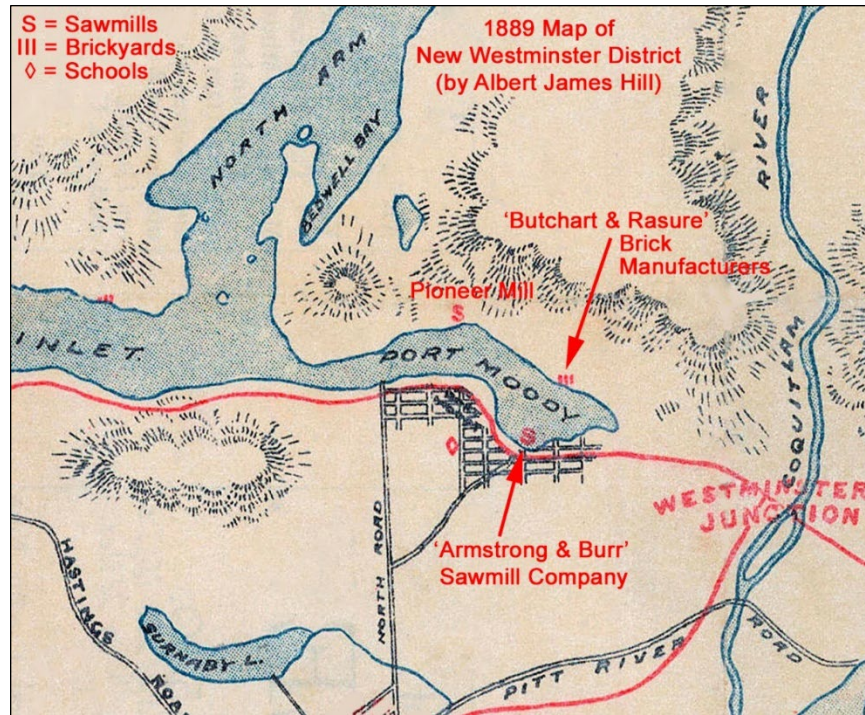 S = Sawmills
III = Brickyards
◊ = Schools
1889 Map of
New Westminster District
(by Albert James Hill)
NORTH ARM
BEDWELL BAY
RIVER
'Butchart & Rasure'
Brick
Manufacturers
Pioneer Mill
S
III
III
INLET.
PORT MOODY
COQUITLAM
S
◊
WESTMINSTER
JUNCTION
'Armstrong & Burr'
Sawmill Company
HASTINGS
ROAD
NORTH ROAD
BURNABY L.
PITT RIVER
ROAD